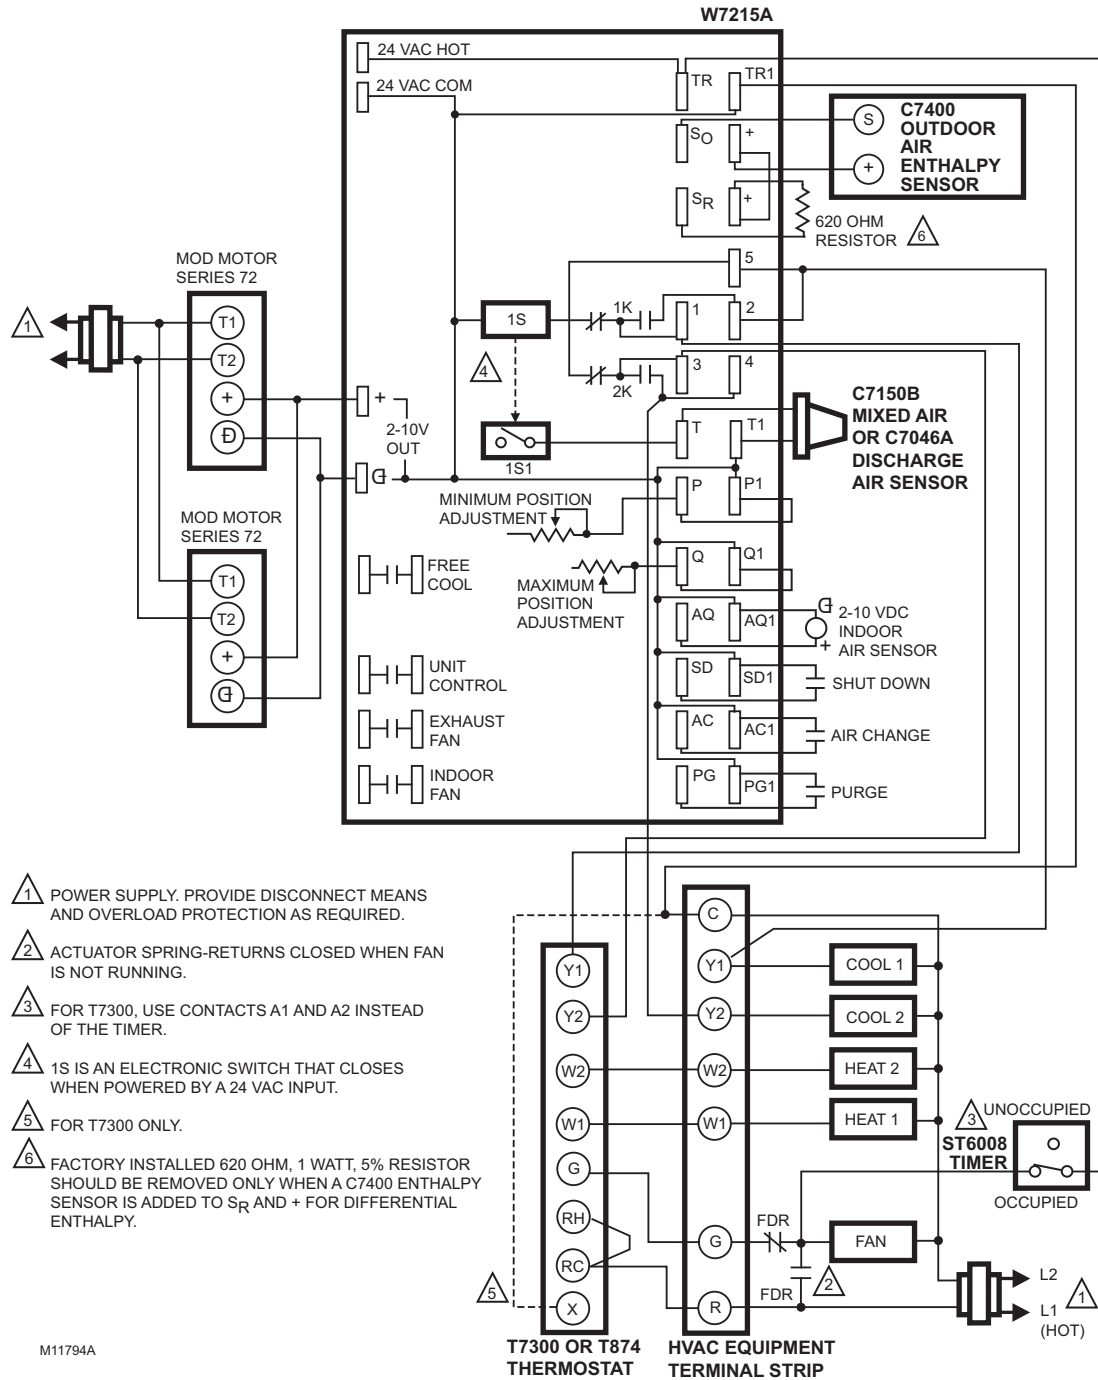 W7215A
24 VAC HOT
24 VAC COM
TR
TR1
SO
+
SR
+
S
+
C7400
OUTDOOR
AIR
ENTHALPY
SENSOR
620 OHM
RESISTOR
6
5
MOD MOTOR
SERIES 72
1
T1
T2
+
1S
4
1K
2K
1
2
3
4
+
2-10V
OUT
1S1
T
T1
C7150B
MIXED AIR
OR C7046A
DISCHARGE
AIR SENSOR
P
P1
MINIMUM POSITION
ADJUSTMENT
MOD MOTOR
SERIES 72
T1
T2
+
FREE
COOL
MAXIMUM
POSITION
ADJUSTMENT
Q
Q1
AQ
AQ1
2-10 VDC
INDOOR
+ AIR SENSOR
UNIT
CONTROL
SD
SD1
SHUT DOWN
EXHAUST
FAN
AC
AC1
AIR CHANGE
INDOOR
FAN
PG
PG1
PURGE
1 POWER SUPPLY. PROVIDE DISCONNECT MEANS
AND OVERLOAD PROTECTION AS REQUIRED.
2 ACTUATOR SPRING-RETURNS CLOSED WHEN FAN
IS NOT RUNNING.
3 FOR T7300, USE CONTACTS A1 AND A2 INSTEAD
OF THE TIMER.
4 1S IS AN ELECTRONIC SWITCH THAT CLOSES
WHEN POWERED BY A 24 VAC INPUT.
5 FOR T7300 ONLY.
6 FACTORY INSTALLED 620 OHM, 1 WATT, 5% RESISTOR
SHOULD BE REMOVED ONLY WHEN A C7400 ENTHALPY
SENSOR IS ADDED TO SR AND + FOR DIFFERENTIAL
ENTHALPY.
Y1
Y2
W2
W1
G
RH
RC
X
5
T7300 OR T874
THERMOSTAT
C
Y1
Y2
W2
W1
G
R
HVAC EQUIPMENT
TERMINAL STRIP
COOL 1
COOL 2
HEAT 2
HEAT 1
3 UNOCCUPIED
ST6008
TIMER
OCCUPIED
FDR
FAN
FDR
2
L2
L1
(HOT)
1
M11794A